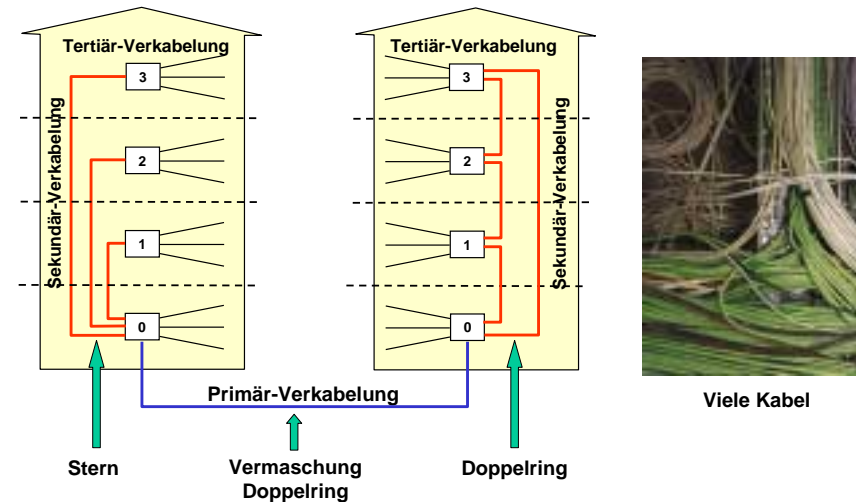 Tertiär-Verkabelung
3
2
1
0
Sekundär-Verkabelung
Tertiär-Verkabelung
3
2
1
0
Sekundär-Verkabelung
Primär-Verkabelung
Stern
Vermaschung
Doppelring
Doppelring
Viele Kabel